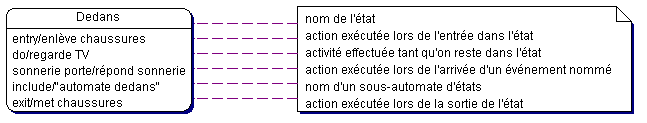 Dedans
entry/enlève chaussures
do/regarde TV
sonnerie porte/répond sonnerie
include/"automate dedans"
exit/met chaussures
nom de l'état
action exécutée lors de l'entrée dans l'état
activité effectuée tant qu'on reste dans l'état
action exécutée lors de l'arrivée d'un événement nommé
nom d'un sous-automate d'états
action exécutée lors de la sortie de l'état